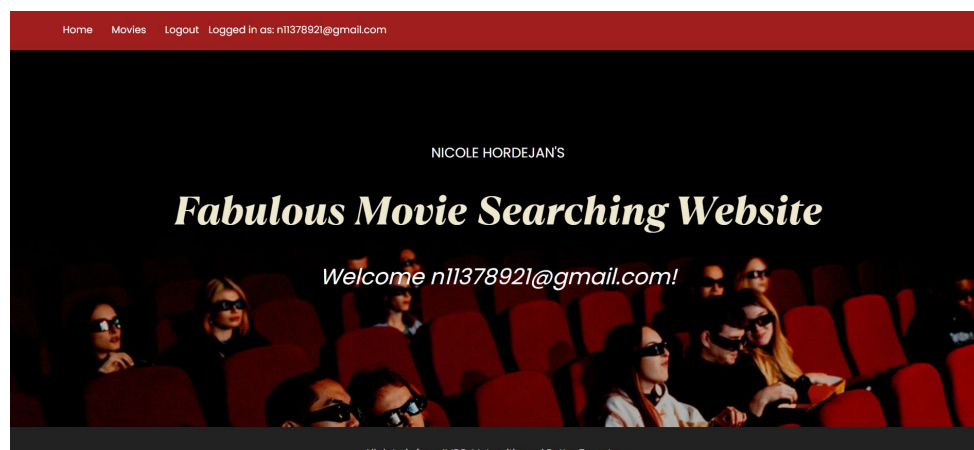 Home Movies Logout Logged in as: n11378921@gmail.com
NICOLE HORDEJAN'S
Fabulous Movie Searching Website
Welcome n11378921@gmail.com!